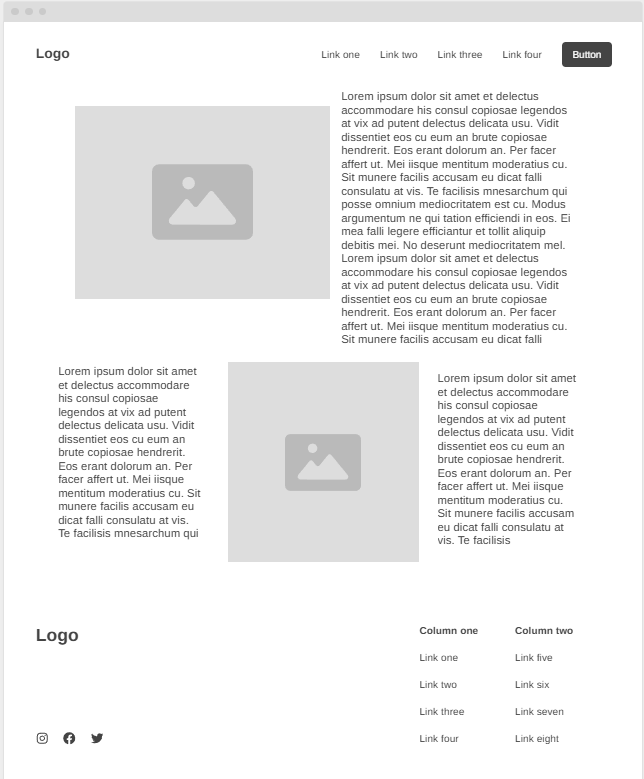 Logo
Link one
Link two
Link three
Link four
Button
Lorem ipsum dolor sit amet et delectus
accommodare his consul copiosae legendos
at vix ad putent delectus delicata usu. Vidit
dissentiet eos cu eum an brute copiosae
hendrerit. Eos erant dolorum an. Per facer
affert ut. Mei iisque mentitum moderatius cu.
Sit munere facilis accusam eu dicat falli
consulatu at vis. Te facilisis mnesarchum qui
posse omnium mediocritatem est cu. Modus
argumentum ne qui tation efficiendi in eos. Ei
mea falli legere efficiantur et tollit aliquip
debitis mei. No deserunt mediocritatem mel.
Lorem ipsum dolor sit amet et delectus
accommodare his consul copiosae legendos
at vix ad putent delectus delicata usu. Vidit
dissentiet eos cu eum an brute copiosae
hendrerit. Eos erant dolorum an. Per facer
affert ut. Mei iisque mentitum moderatius cu.
Sit munere facilis accusam eu dicat falli
Lorem ipsum dolor sit amet
et delectus accommodare
his consul copiosae
legendos at vix ad putent
delectus delicata usu. Vidit
dissentiet eos cu eum an
brute copiosae hendrerit.
Eos erant dolorum an. Per
facer affert ut. Mei iisque
mentitum moderatius cu. Sit
munere facilis accusam eu
dicat falli consulatu at vis.
Te facilisis mnesarchum qui
Lorem ipsum dolor sit amet
et delectus accommodare
his consul copiosae
legendos at vix ad putent
delectus delicata usu. Vidit
dissentiet eos cu eum an
brute copiosae hendrerit.
Eos erant dolorum an. Per
facer affert ut. Mei iisque
mentitum moderatius cu.
Sit munere facilis accusam
eu dicat falli consulatu at
vis. Te facilisis
Logo
Column one
Link one
Link two
Link three
Link four
Column two
Link five
Link six
Link seven
Link eight